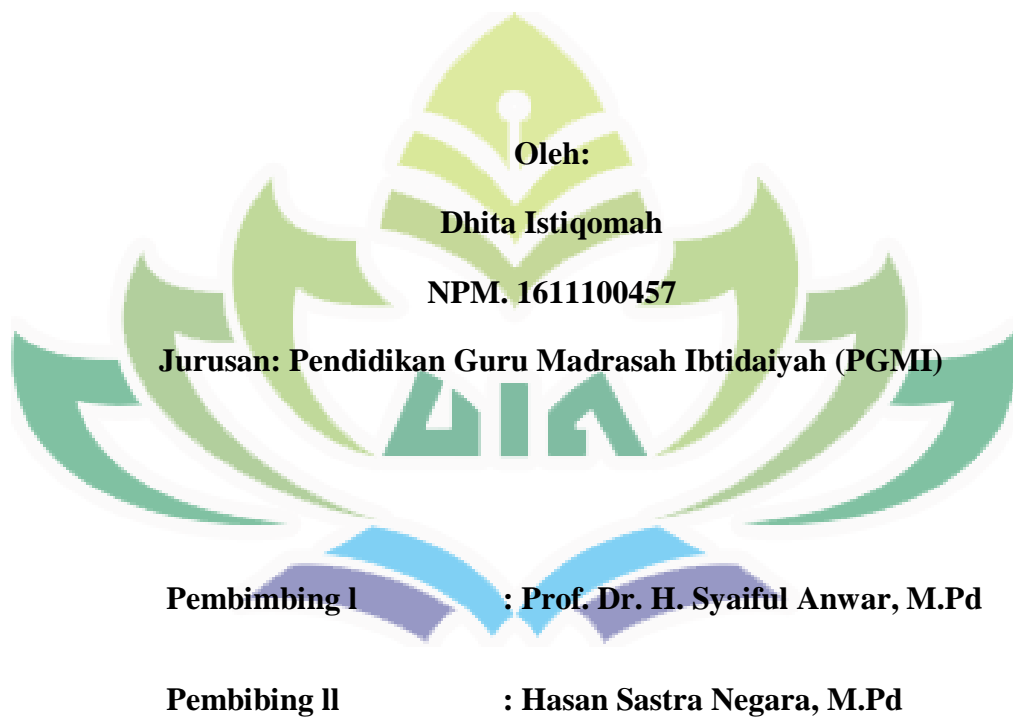 Oleh:
Dhita Istiqomah
NPM. 1611100457
Jurusan: Pendidikan Guru Madrasah Ibtidaiyah (PGMI)
UIN
Pembimbing l : Prof. Dr. H. Syaiful Anwar, M.Pd
Pembibing ll : Hasan Sastra Negara, M.Pd